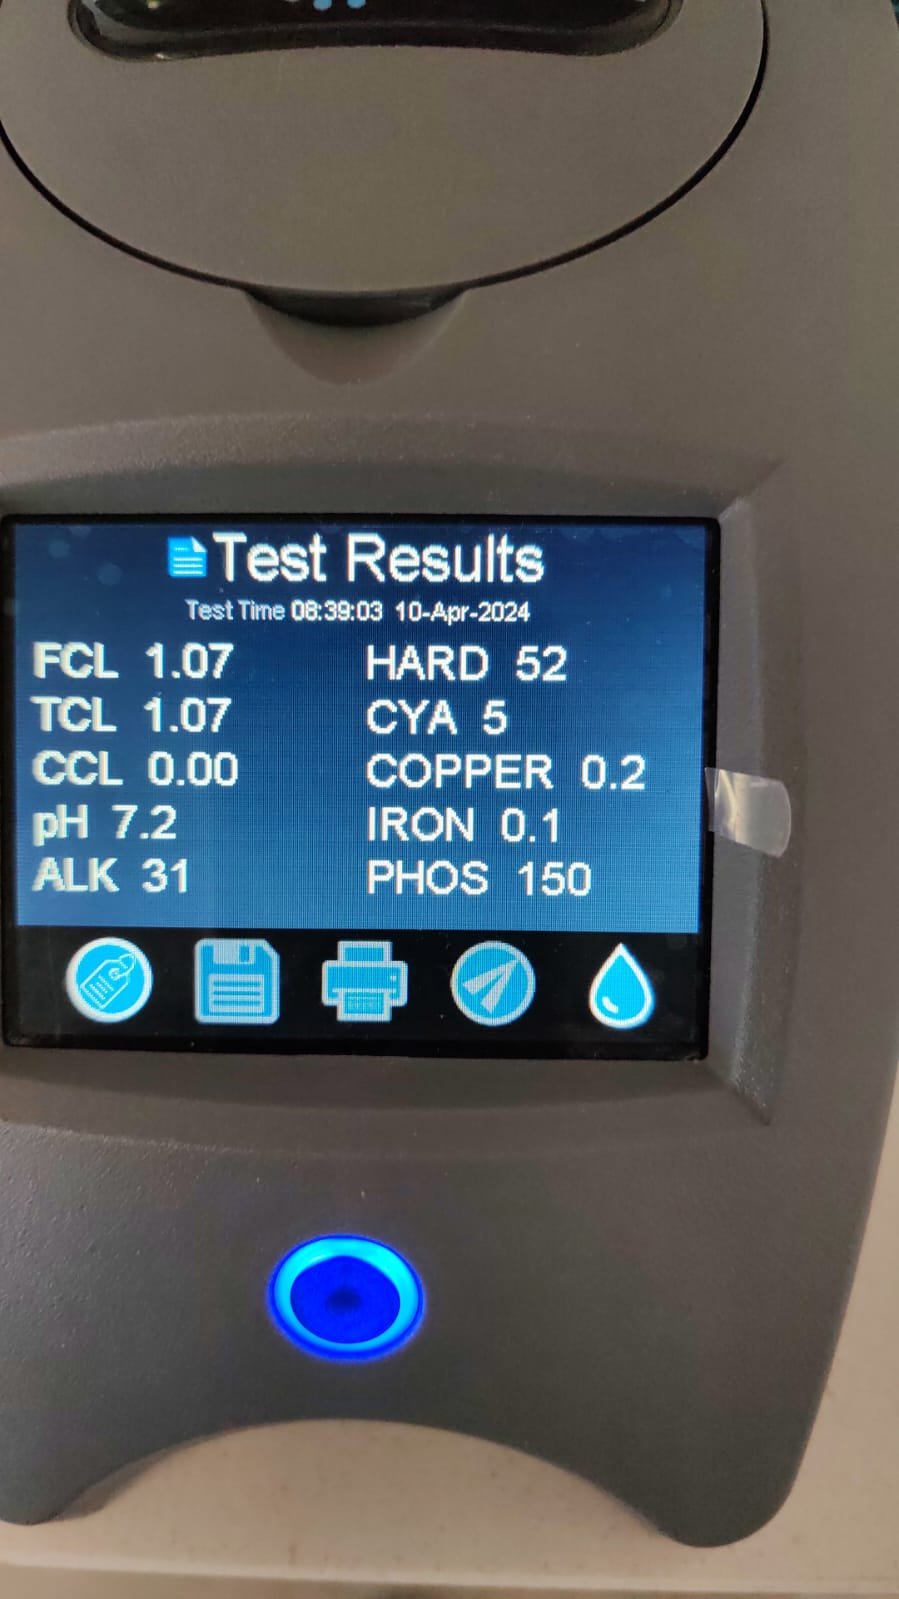 Test Results
Test Time 08:39:03 10-Apr-2024
FCL 1.07
TCL 1.07
CCL 0.00
pH 7.2
ALK 31
HARD 52
CYA 5
COPPER 0.2
IRON 0.1
PHOS 150